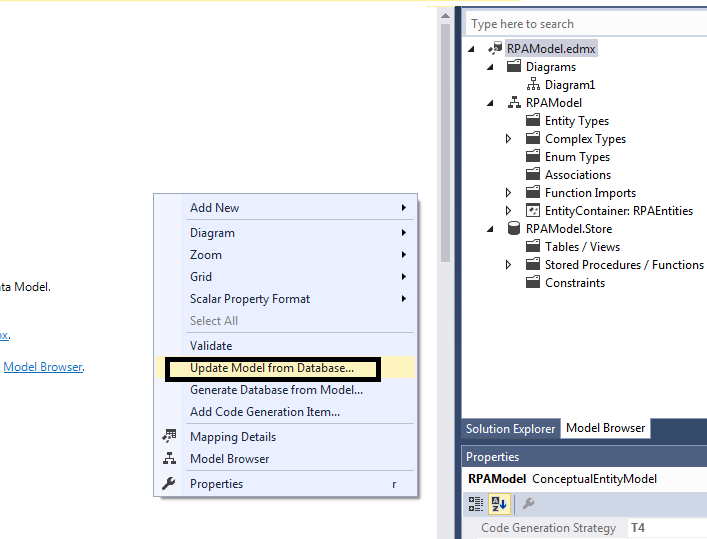 ta Model.
ox.
Model Browser.
Add New
Diagram
Zoom
Grid
Scalar Property Format
Select All
Validate
Update Model from Database...
Generate Database from Model...
Add Code Generation Item...
Mapping Details
Model Browser
Properties r
Type here to search
RPAModel.edmx
Diagrams
Diagram1
RPAModel
Entity Types
Complex Types
Enum Types
Associations
Function Imports
EntityContainer: RPAEntities
RPAModel.Store
Tables / Views
Stored Procedures / Functions
Constraints
Solution Explorer Model Browser
Properties
RPAModel ConceptualEntityModel
Code Generation Strategy T4